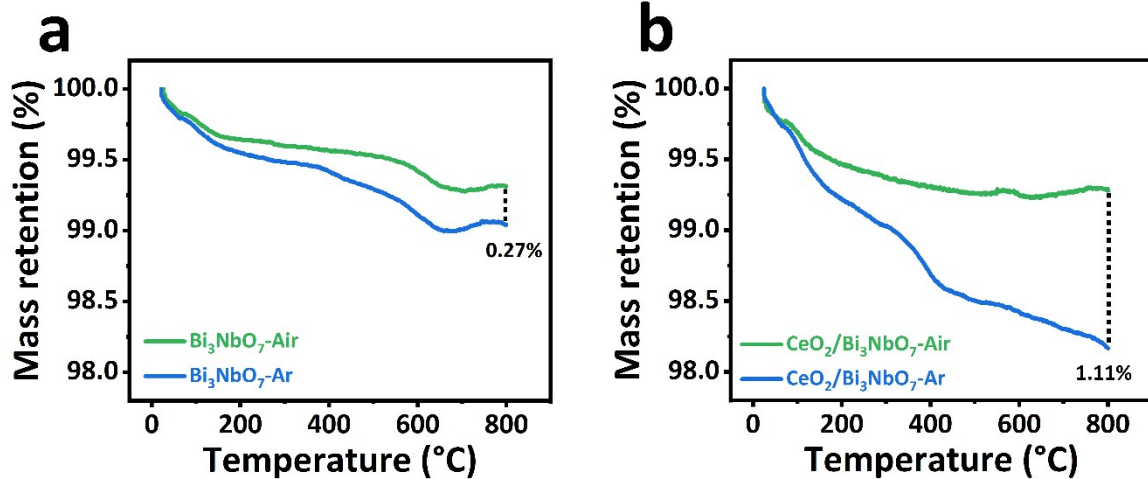 a
Mass retention (%)
100.0
99.5
99.0
98.5
98.0
0.27%
Bi₃NbO₇-Air
Bi₃NbO₇-Ar
0 200 400 600 800
Temperature (°C)
b
Mass retention (%)
100.0
99.5
99.0
98.5
98.0
1.11%
CeO₂/Bi₃NbO₇-Air
CeO₂/Bi₃NbO₇-Ar
0 200 400 600 800
Temperature (°C)